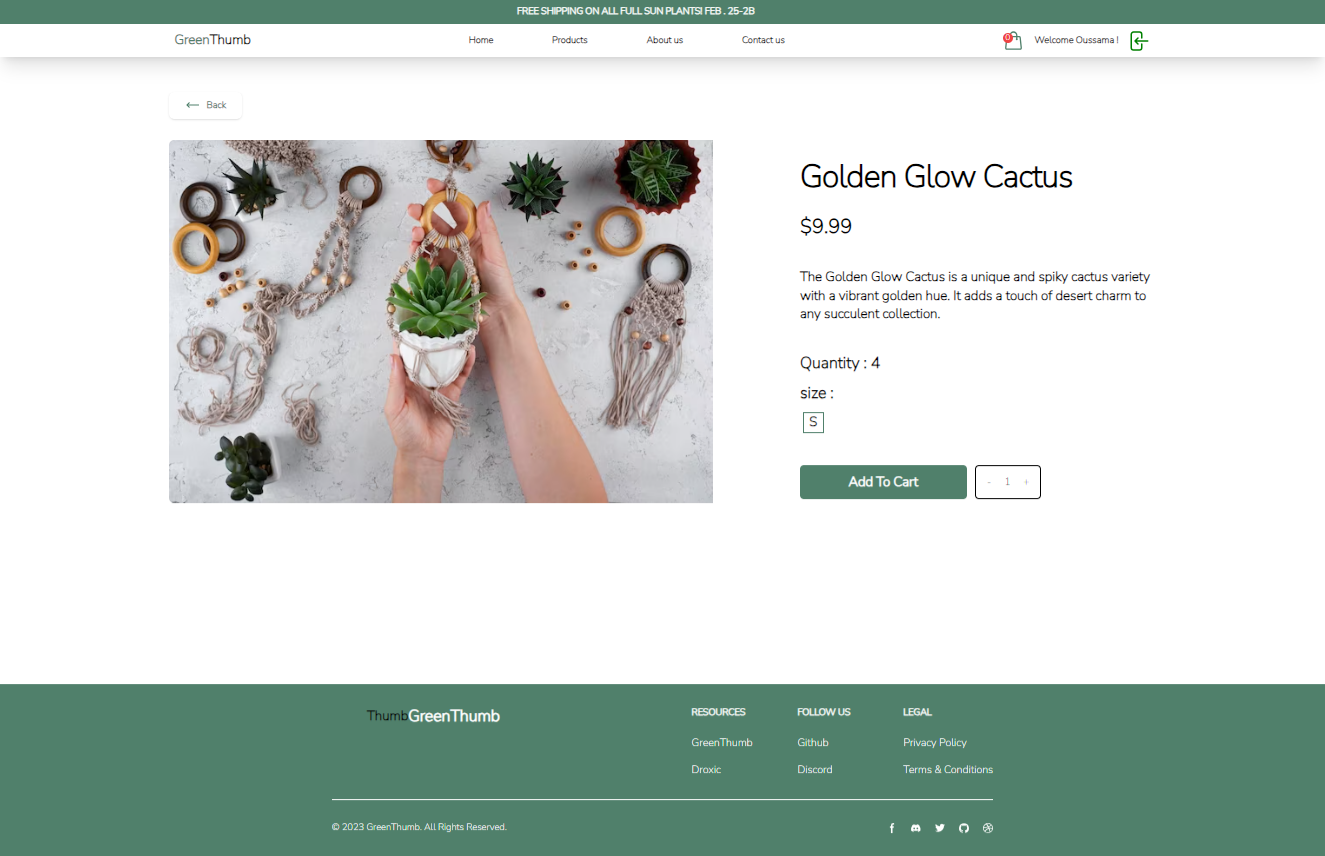 FREE SHIPPING ON ALL FULL SUN PLANTS! FEB . 25-2B
GreenThumb
Home
Products
About us
Contact us
0
Welcome Oussama !
Back
Golden Glow Cactus
$9.99
The Golden Glow Cactus is a unique and spiky cactus variety
with a vibrant golden hue. It adds a touch of desert charm to
any succulent collection.
Quantity : 4
size :
S
Add To Cart
- 1 +
ThumbGreenThumb
RESOURCES
GreenThumb
Droxic
FOLLOW US
Github
Discord
LEGAL
Privacy Policy
Terms & Conditions
© 2023 GreenThumb. All Rights Reserved.